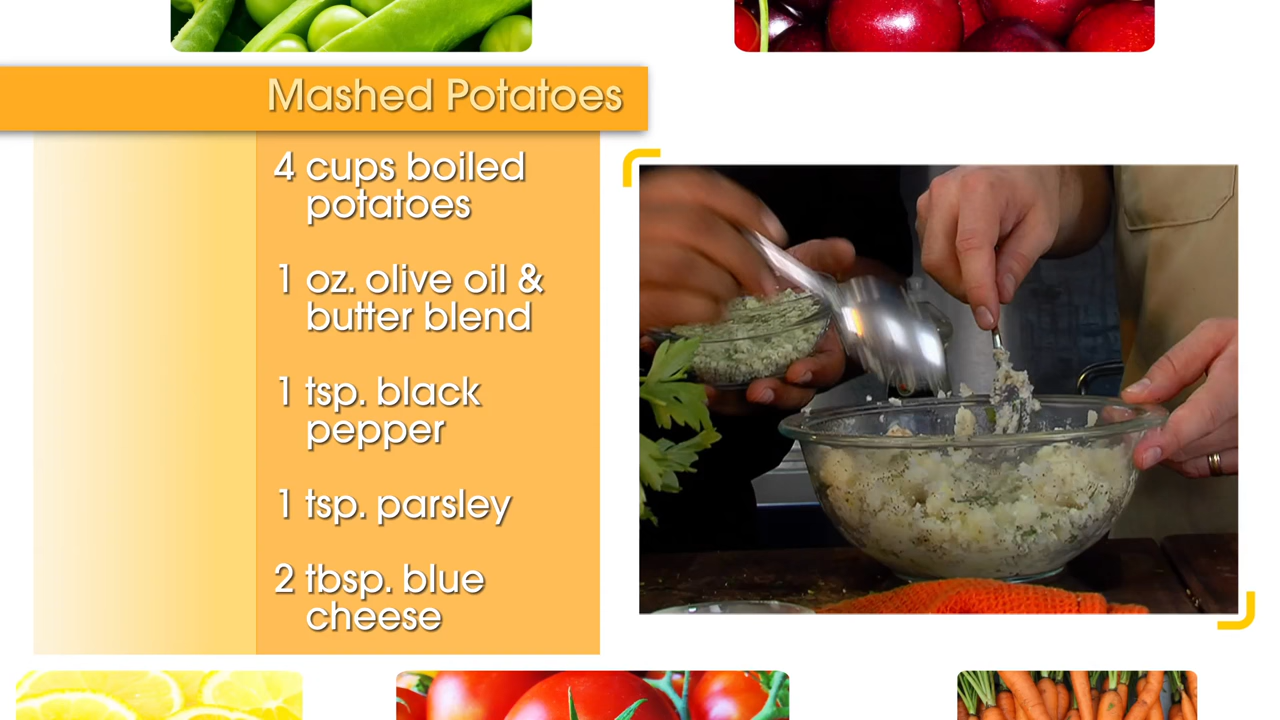 Mashed Potatoes
4 cups boiled
potatoes
1 oz. olive oil &
butter blend
1 tsp. black
pepper
1 tsp. parsley
2 tbsp. blue
cheese